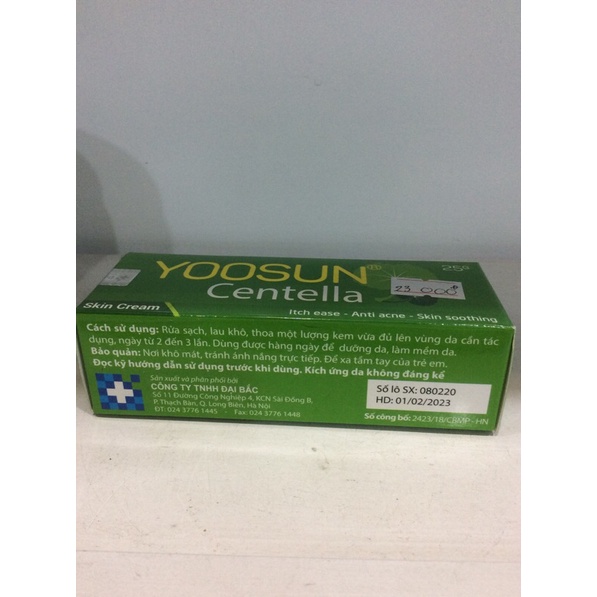 YOOSUN
25g
23.000đ
Centella
Skin Cream
Itch ease - Anti acne - Skin soothing
Cách sử dụng: Rửa sạch, lau khô, thoa một lượng kem vừa đủ lên vùng da cần tác
dụng, ngày từ 2 đến 3 lần. Dùng được hàng ngày để dưỡng da, làm mềm da.
Bảo quản: Nơi khô mát, tránh ánh nắng trực tiếp. Để xa tầm tay của trẻ em.
Đọc kỹ hướng dẫn sử dụng trước khi dùng. Kích ứng da không đáng kể
Sản xuất và phân phối bởi
CÔNG TY TNHH ĐẠI BẮC
Số 11 Đường Công Nghiệp 4, KCN Sài Đồng B,
P. Thạch Bàn, Q. Long Biên, Hà Nội
ĐT: 024 3776 1445 - Fax: 024 3776 1448
Số lô SX: 080220
HD: 01/02/2023
Số công bố: 2423/18/CBMP-HN